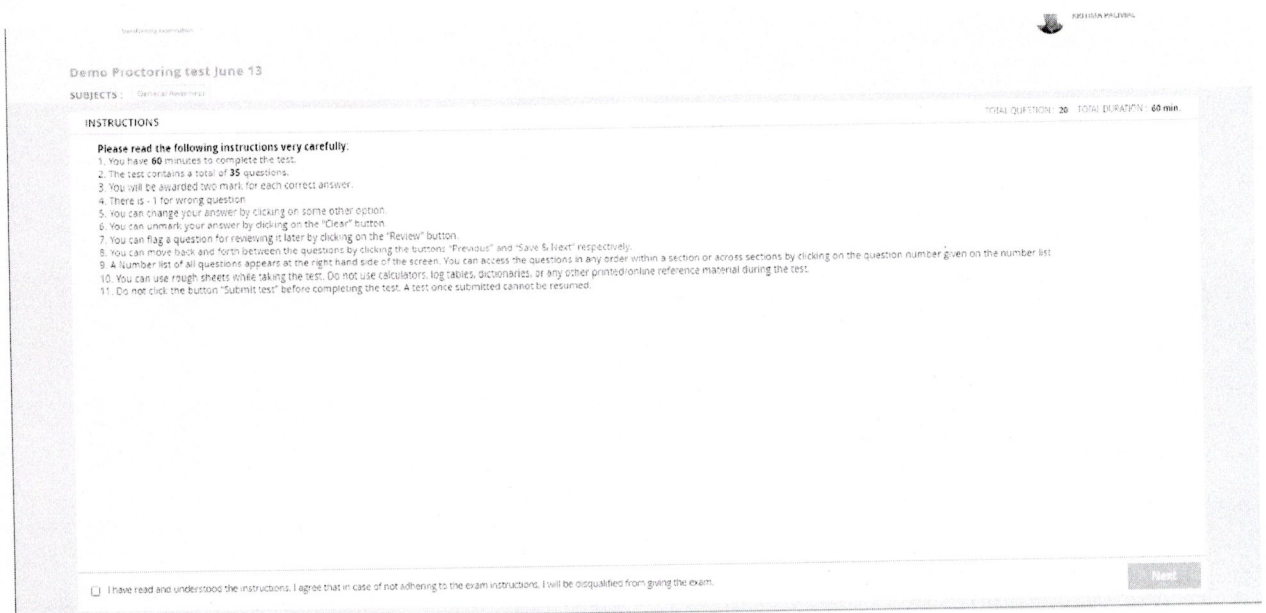 PALIWAL
Demo Proctoring test June 13
SUBJECTS : General Awareness
TOTAL QUESTION : 20 TOTAL DURATION : 60 min.
INSTRUCTIONS
Please read the following instructions very carefully:
1. You have 60 minutes to complete the test.
2. The test contains a total of 35 questions.
3. You will be awarded two mark for each correct answer.
4. There is - 1 for wrong question
5. You can change your answer by clicking on some other option.
6. You can unmark your answer by clicking on the "Clear" button.
7. You can flag a question for reviewing it later by clicking on the "Review" button.
8. You can move back and forth between the questions by clicking the buttons "Previous" and "Save & Next" respectively.
9. A Number list of all questions appears at the right hand side of the screen. You can access the questions in any order within a section or across sections by clicking on the question number given on the number list.
10. You can use rough sheets while taking the test. Do not use calculators, log tables, dictionaries, or any other printed/online reference material during the test.
11. Do not click the button "Submit test" before completing the test. A test once submitted cannot be resumed.
I have read and understood the instructions. I agree that in case of not adhering to the exam instructions, I will be disqualified from giving the exam.
Next